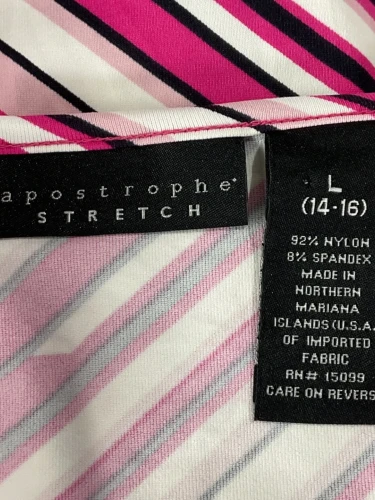 apostrophe
STRETCH
L
(14-16)
92% NYLON
8% SPANDEX
MADE IN
NORTHERN
MARIANA
ISLANDS (U.S.A.
OF IMPORTED
FABRIC
RN# 15099
CARE ON REVERS